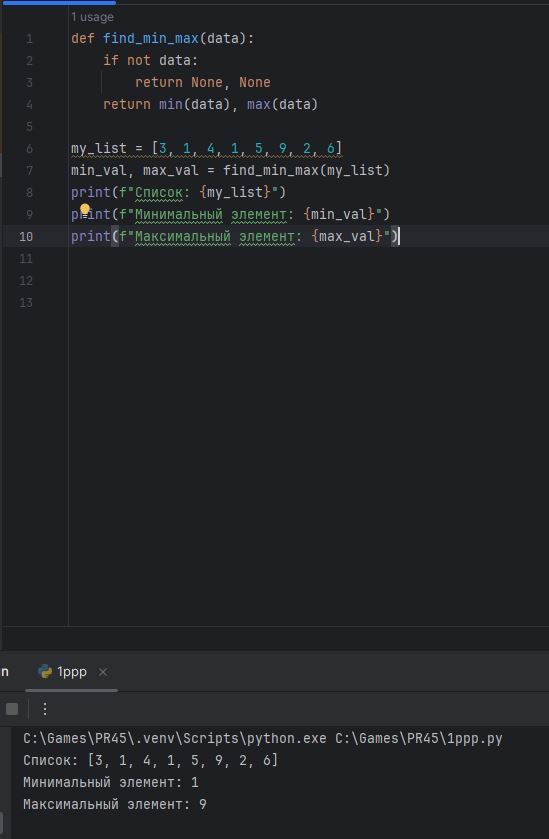 1 usage
1 def find_min_max(data):
2 if not data:
3 return None, None
4 return min(data), max(data)
5
6 my_list = [3, 1, 4, 1, 5, 9, 2, 6]
7 min_val, max_val = find_min_max(my_list)
8 print(f"Список: {my_list}")
9 print(f"Минимальный элемент: {min_val}")
10 print(f"Максимальный элемент: {max_val}")
11
12
13
n 1ppp ×
C:\Games\PR45\.venv\Scripts\python.exe C:\Games\PR45\1ppp.py
Список: [3, 1, 4, 1, 5, 9, 2, 6]
Минимальный элемент: 1
Максимальный элемент: 9